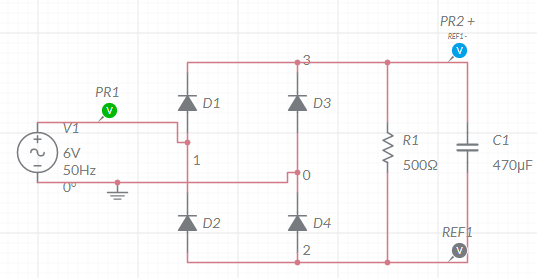 PR2 +
REF1-
V
3
PR1
V
D1
D3
V1
+
6V
50Hz
0°
1
R1
500Ω
C1
470µF
0
D2
D4
REF1
V
2